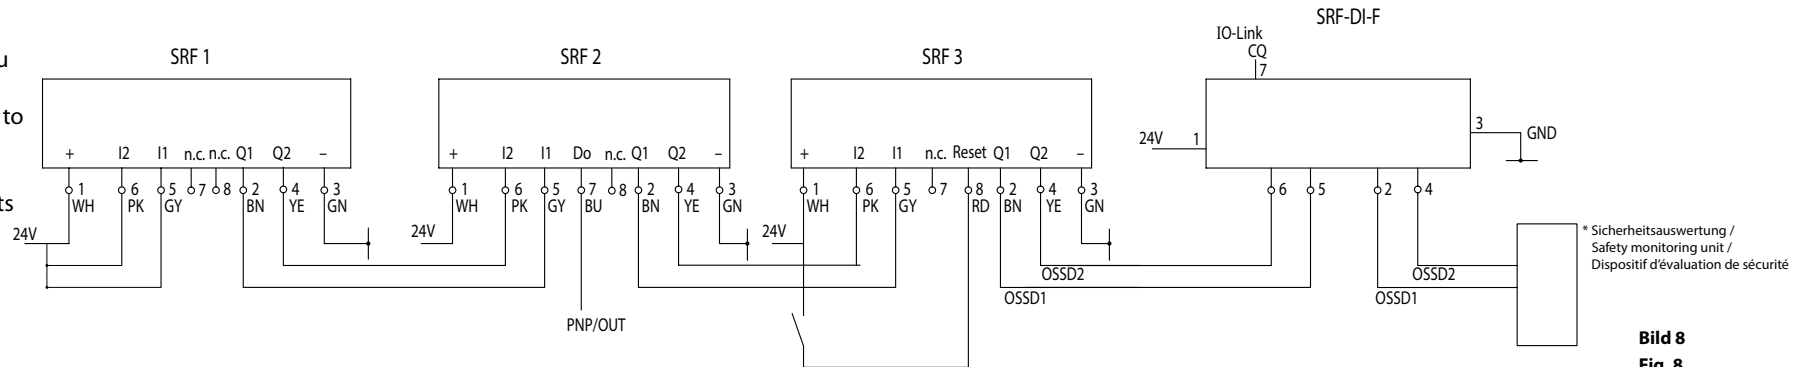 u
to
ts
SRF 1
+ I2 I1 n.c. n.c. Q1 Q2 –
1 6 5 7 8 2 4 3
WH PK GY BN YE GN
24V
SRF 2
+ I2 I1 Do n.c. Q1 Q2 –
1 6 5 7 8 2 4 3
WH PK GY BU BN YE GN
24V
PNP/OUT
SRF 3
+ I2 I1 n.c. Reset Q1 Q2 –
1 6 5 7 8 2 4 3
WH PK GY RD BN YE GN
24V
OSSD2
OSSD1
SRF-DI-F
IO-Link
CQ
7
24V 1
3 GND
6 5 2 4
OSSD2
OSSD1
* Sicherheitsauswertung /
Safety monitoring unit /
Dispositif d'évaluation de sécurité
Bild 8
Fig. 8